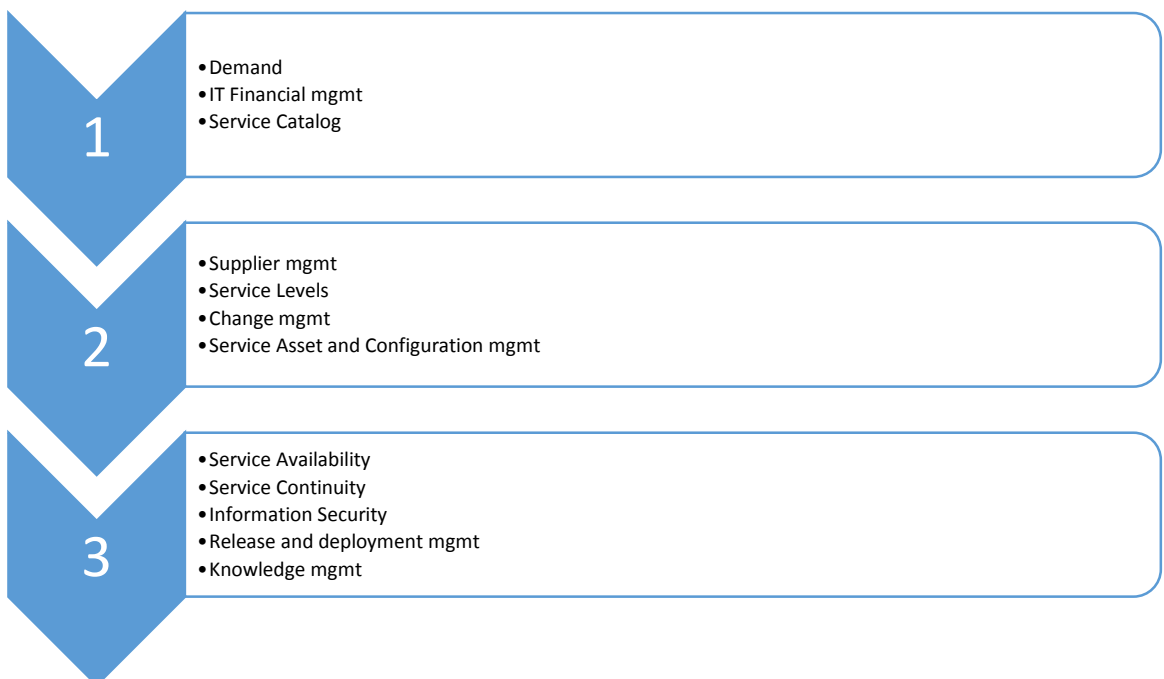 1
•Demand
•IT Financial mgmt
•Service Catalog
2
•Supplier mgmt
•Service Levels
•Change mgmt
•Service Asset and Configuration mgmt
3
•Service Availability
•Service Continuity
•Information Security
•Release and deployment mgmt
•Knowledge mgmt